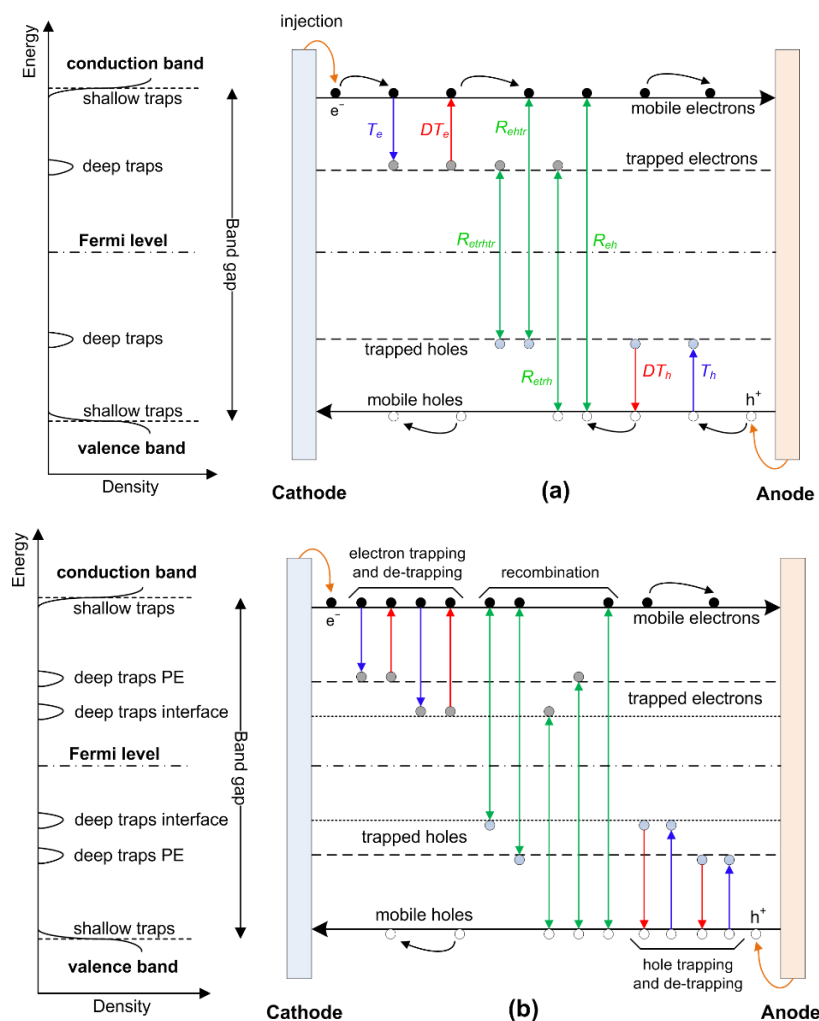 injection
Energy
conduction band
shallow traps
e⁻
mobile electrons
T_e
DT_e
R_ehtr
deep traps
trapped electrons
Fermi level
Band gap
R_etrhtr
R_eh
deep traps
trapped holes
R_etrh
DT_h
T_h
shallow traps
mobile holes
h⁺
valence band
Density
Cathode
(a)
Anode
Energy
electron trapping
and de-trapping
recombination
conduction band
shallow traps
e⁻
mobile electrons
deep traps PE
trapped electrons
deep traps interface
Fermi level
Band gap
deep traps interface
trapped holes
deep traps PE
shallow traps
mobile holes
h⁺
valence band
hole trapping
and de-trapping
Density
Cathode
(b)
Anode